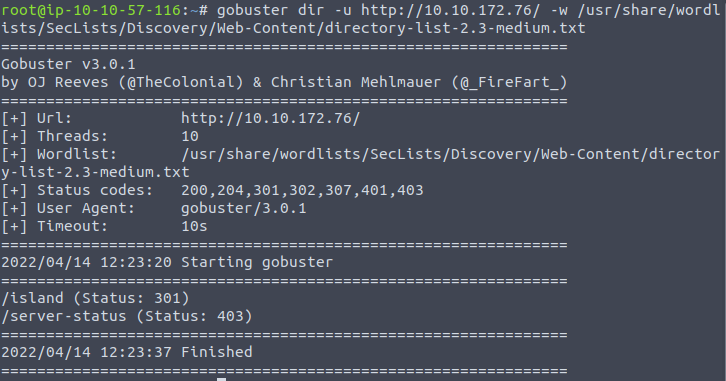 root@ip-10-10-57-116:~# gobuster dir -u http://10.10.172.76/ -w /usr/share/wordl
ists/SecLists/Discovery/Web-Content/directory-list-2.3-medium.txt
===============================================================
Gobuster v3.0.1
by OJ Reeves (@TheColonial) & Christian Mehlmauer (@_FireFart_)
===============================================================
[+] Url:            http://10.10.172.76/
[+] Threads:        10
[+] Wordlist:       /usr/share/wordlists/SecLists/Discovery/Web-Content/director
y-list-2.3-medium.txt
[+] Status codes:   200,204,301,302,307,401,403
[+] User Agent:     gobuster/3.0.1
[+] Timeout:        10s
===============================================================
2022/04/14 12:23:20 Starting gobuster
===============================================================
/island (Status: 301)
/server-status (Status: 403)
===============================================================
2022/04/14 12:23:37 Finished
===============================================================